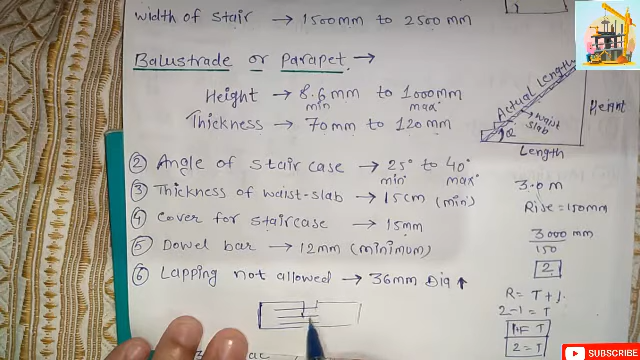 width of stair → 1500mm to 2500mm
Balustrade or Parapet →
Height → 8.6mm to 1000mm
min max
Thickness → 70mm to 120mm
② Angle of stair case → 25° to 40°
min max
③ Thickness of waist-slab → 15cm (min)
④ Cover for staircase → 15mm
⑤ Dowel bar → 12mm (minimum)
⑥ Lapping not allowed → 36mm Dia ↑
Actual Length
waist
slab
Height
Length
3.0m
Rise = 150mm
3000 mm
150
2
R = T + 1
2-1 = T
2 = T
SUBSCRIBE